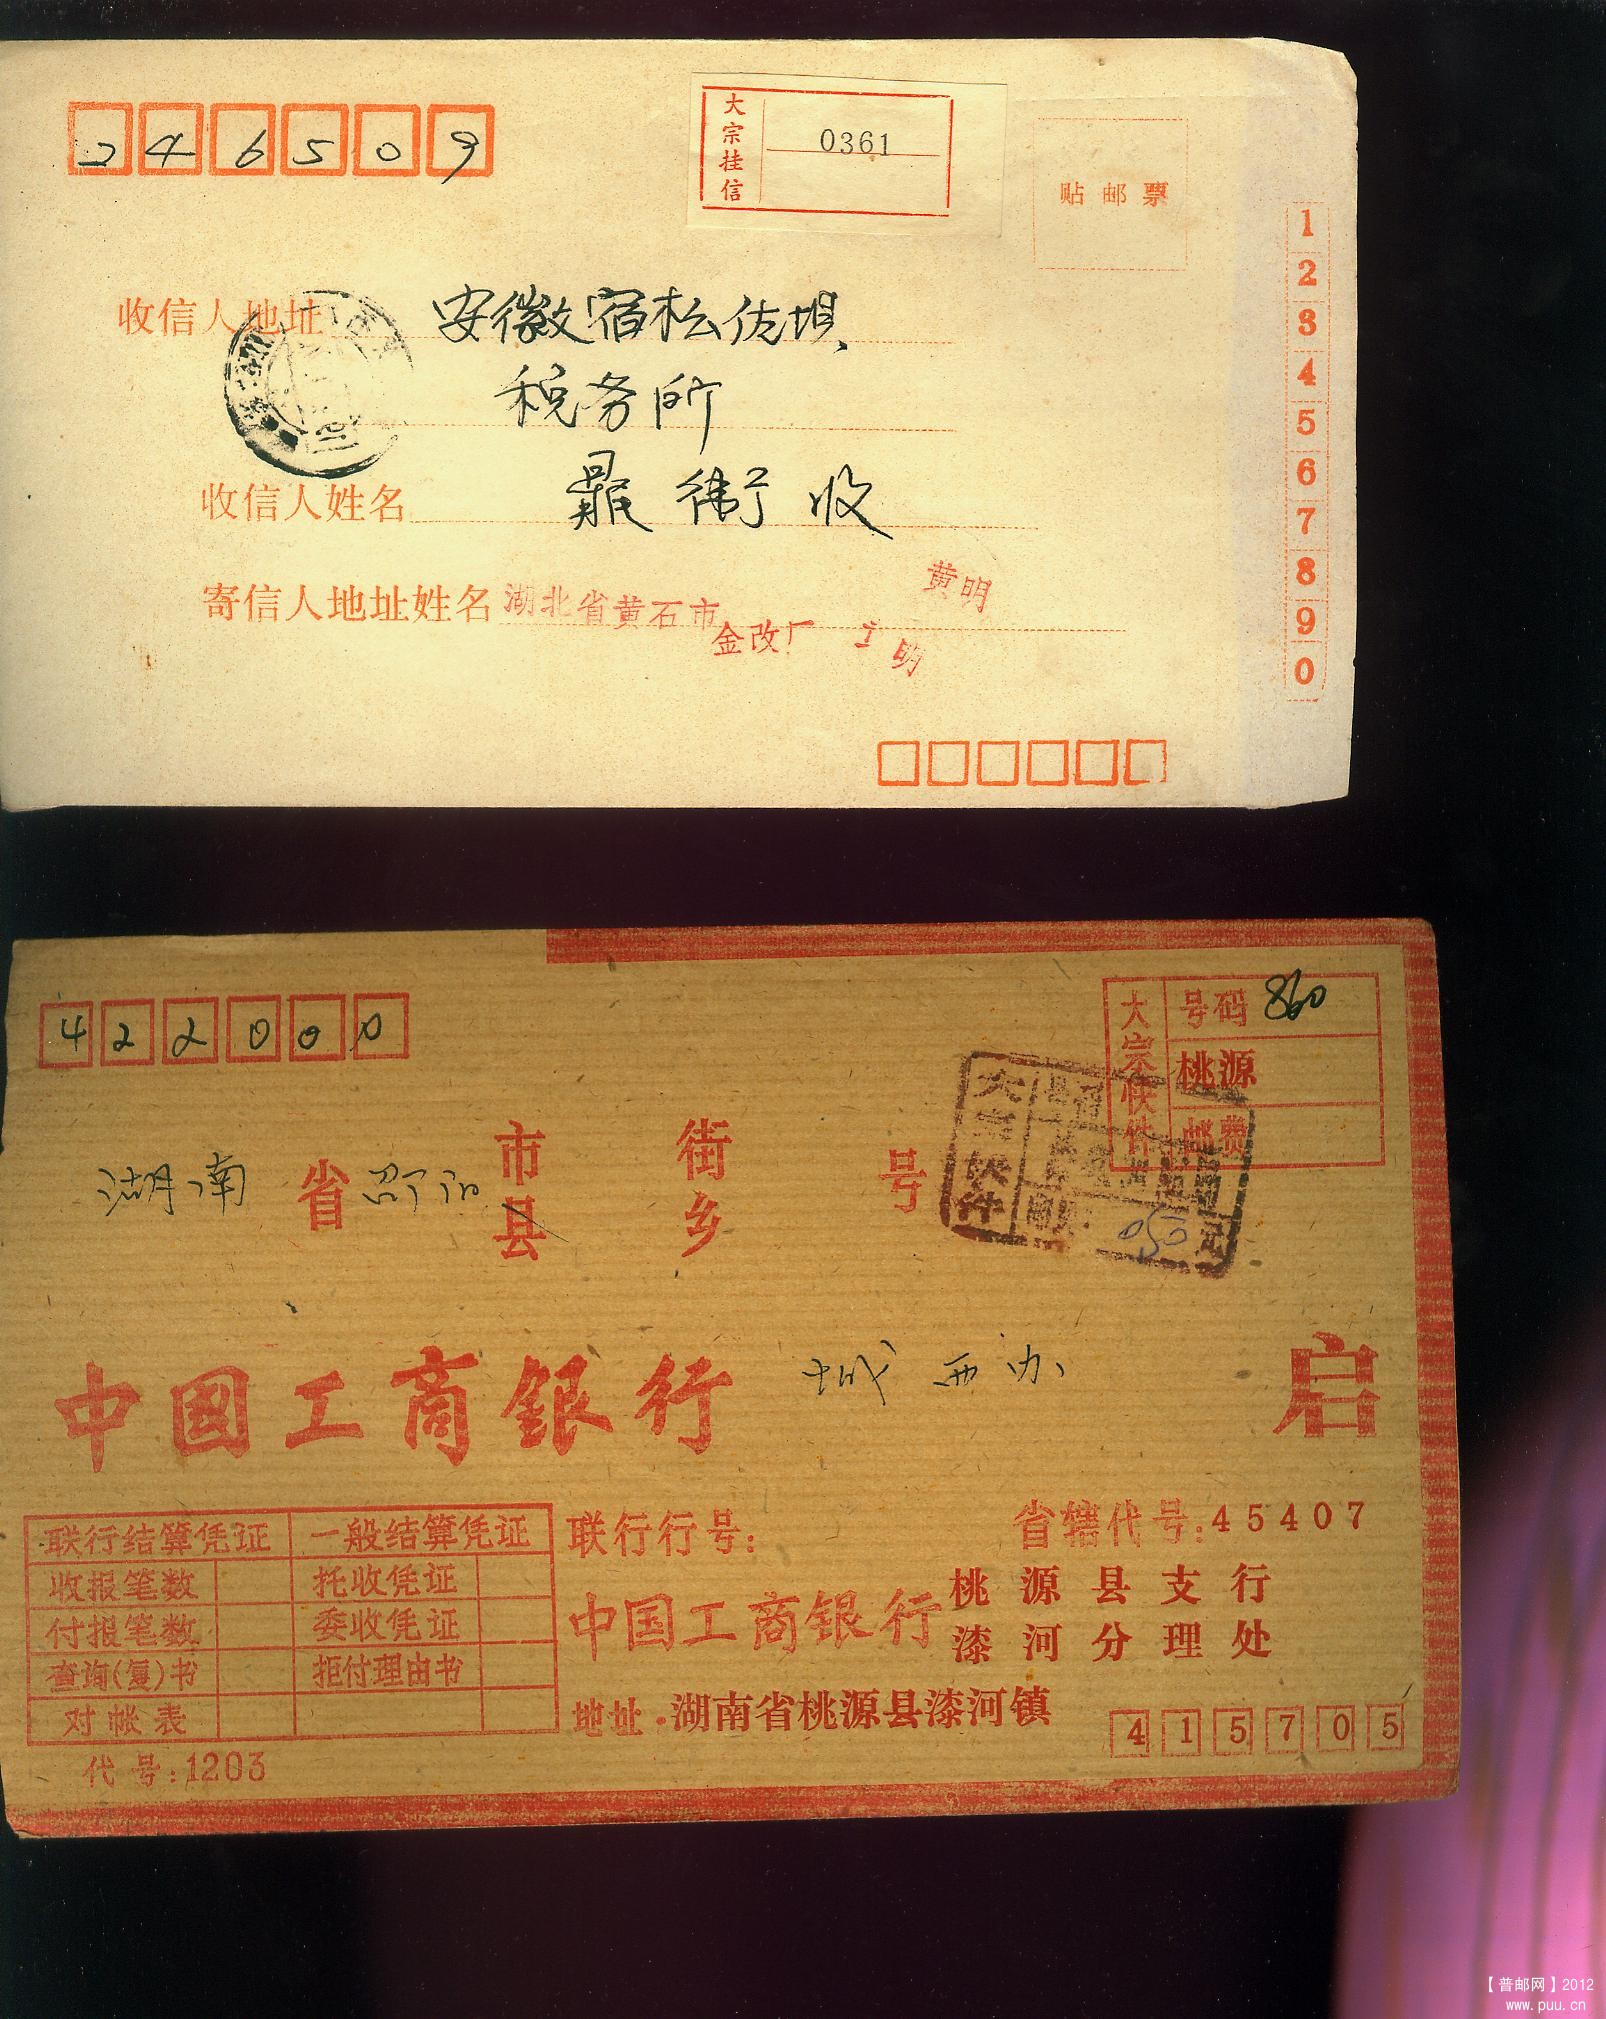 246509
大宗挂信
0361
贴邮票
收信人地址 安徽宿松佐坝、
税务所
收信人姓名 收
寄信人地址姓名 湖北省黄石市
黄明
金改厂
明
1
2
3
4
5
6
7
8
9
0
422000
大宗快件
号码 860
桃源
邮费
大宗快件
050
湖南 省 邵阳 市县 街乡 号
中国工商银行 城西办 启
联行结算凭证 一般结算凭证
收报笔数 托收凭证
付报笔数 委收凭证
查询(复)书 拒付理由书
对帐表
代号:1203
联行行号: 省辖代号:45407
中国工商银行 桃源县支行
漆河分理处
地址·湖南省桃源县漆河镇
415705
【普邮网】2012
www.puu.cn